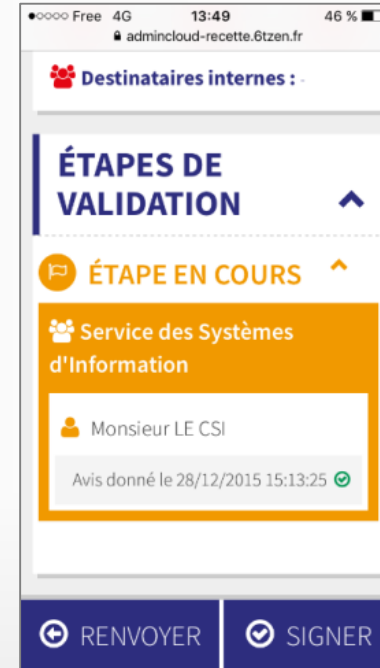 Free 4G 13:49 46 %
admincloud-recette.6tzen.fr
Destinataires internes : -
ÉTAPES DE
VALIDATION
ÉTAPE EN COURS
Service des Systèmes
d'Information
Monsieur LE CSI
Avis donné le 28/12/2015 15:13:25
RENVOYER SIGNER